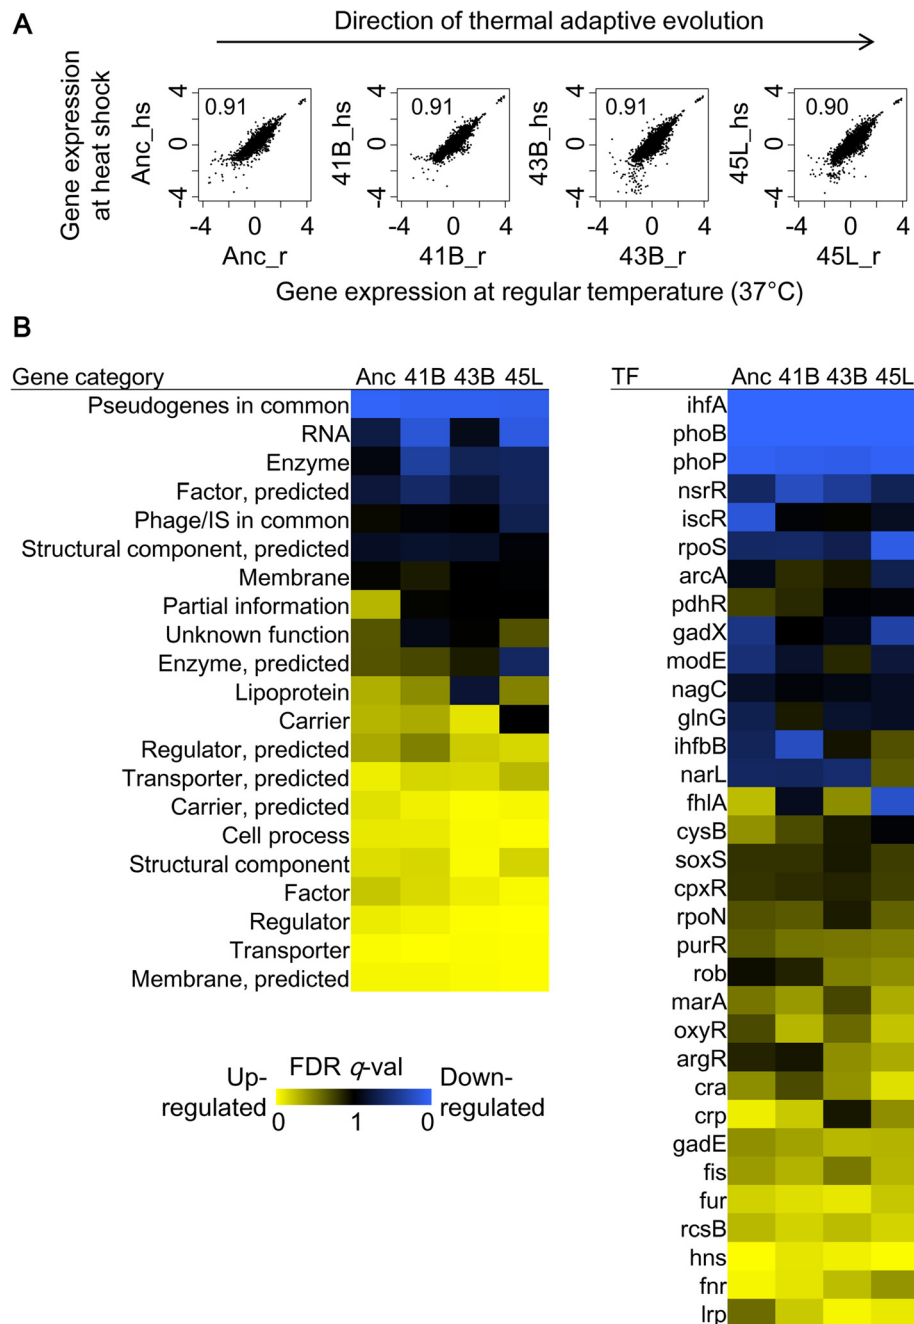 A
Direction of thermal adaptive evolution
Gene expression
at heat shock
Anc_hs
4
0
-4
0.91
-4 0 4
Anc_r
41B_hs
4
0
-4
0.91
-4 0 4
41B_r
43B_hs
4
0
-4
0.91
-4 0 4
43B_r
45L_hs
4
0
-4
0.90
-4 0 4
45L_r
Gene expression at regular temperature (37°C)
B
Gene category Anc 41B 43B 45L
Pseudogenes in common
RNA
Enzyme
Factor, predicted
Phage/IS in common
Structural component, predicted
Membrane
Partial information
Unknown function
Enzyme, predicted
Lipoprotein
Carrier
Regulator, predicted
Transporter, predicted
Carrier, predicted
Cell process
Structural component
Factor
Regulator
Transporter
Membrane, predicted
FDR q-val
Up-
regulated
Down-
regulated
0 1 0
TF Anc 41B 43B 45L
ihfA
phoB
phoP
nsrR
iscR
rpoS
arcA
pdhR
gadX
modE
nagC
glnG
ihfbB
narL
fhlA
cysB
soxS
cpxR
rpoN
purR
rob
marA
oxyR
argR
cra
crp
gadE
fis
fur
rcsB
hns
fnr
lrp